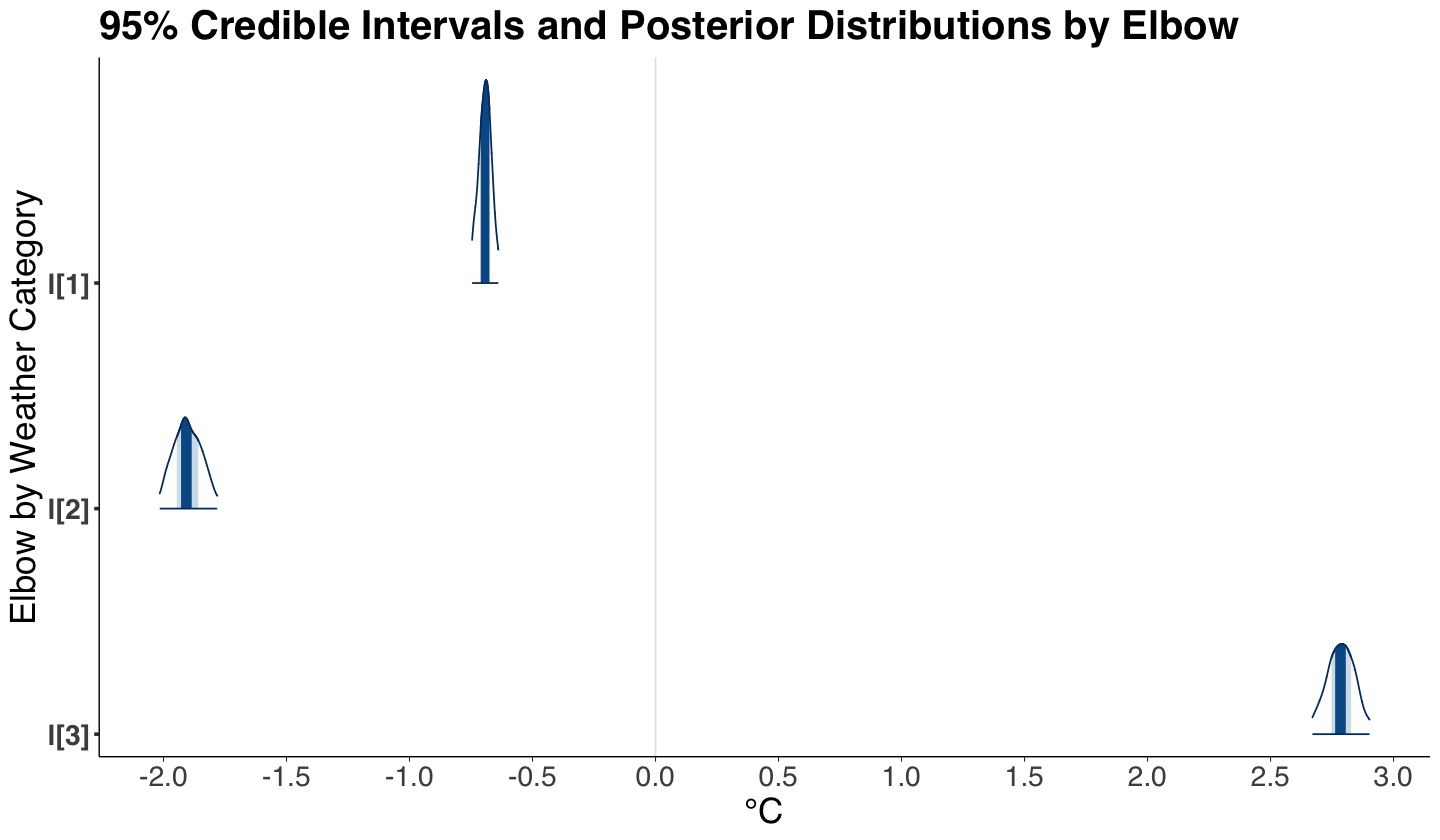 95% Credible Intervals and Posterior Distributions by Elbow
Elbow by Weather Category
l[1]
l[2]
l[3]
-2.0 -1.5 -1.0 -0.5 0.0 0.5 1.0 1.5 2.0 2.5 3.0
°C